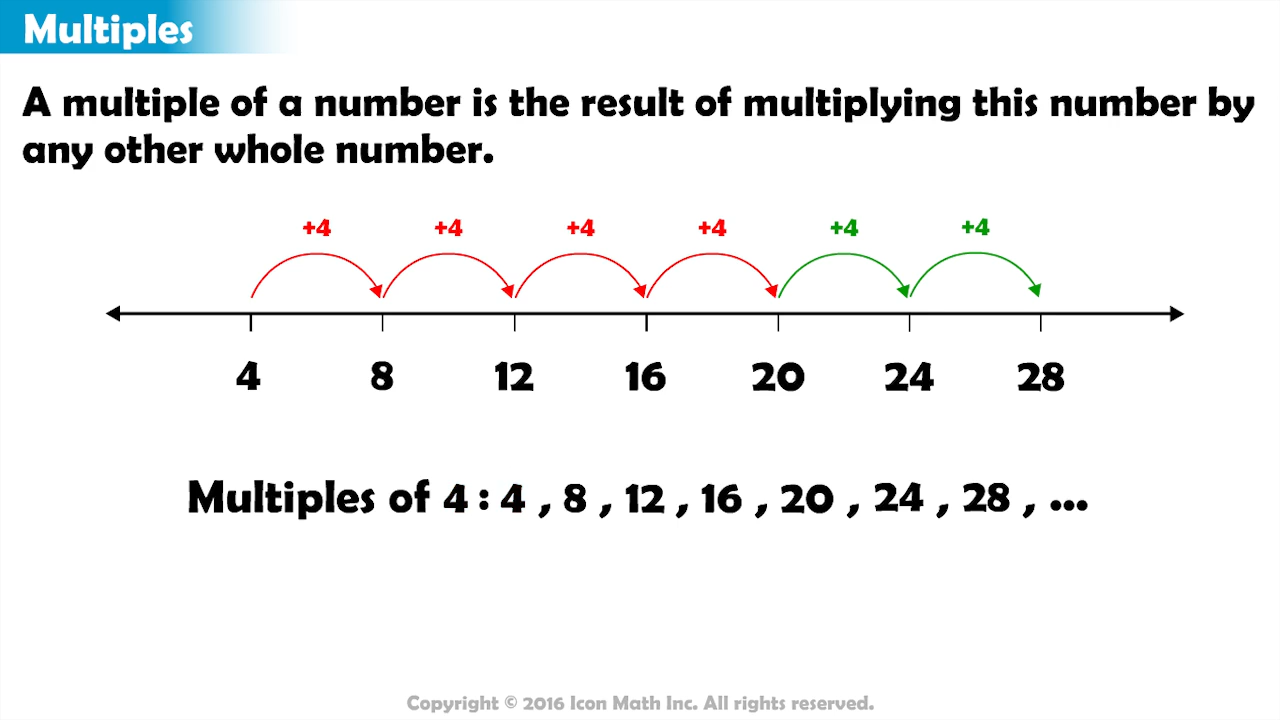 Multiples
A multiple of a number is the result of multiplying this number by
any other whole number.
+4 +4 +4 +4 +4 +4
4 8 12 16 20 24 28
Multiples of 4 : 4 , 8 , 12 , 16 , 20 , 24 , 28 , ...
Copyright © 2016 Icon Math Inc. All rights reserved.